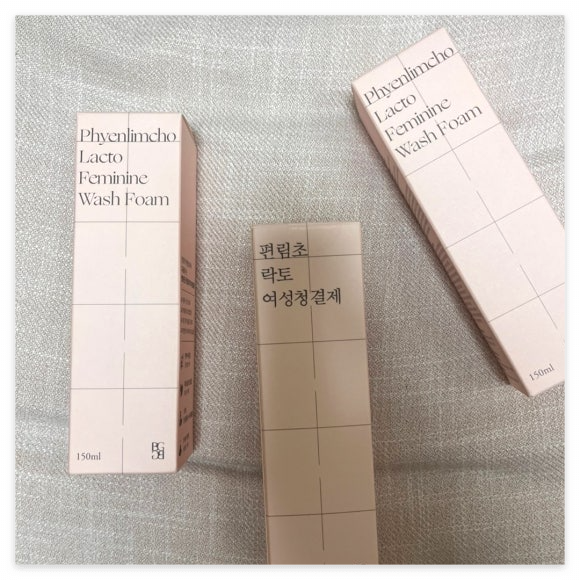 Phyenlimcho
Lacto
Feminine
Wash Foam
150ml
편림초
락토
여성청결제
Phyenlimcho
Lacto
Feminine
Wash Foam
150ml